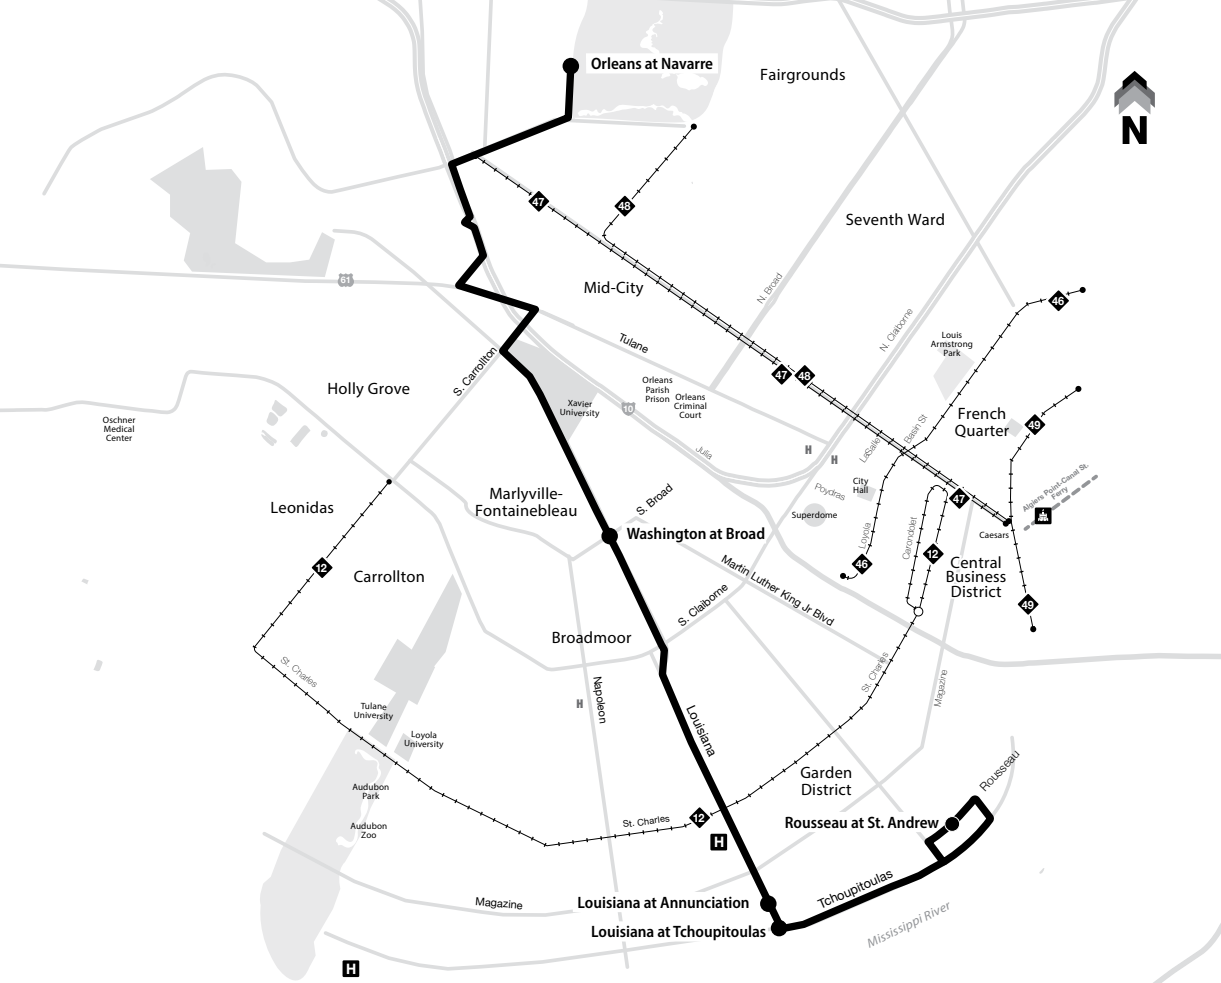 Orleans at Navarre
Fairgrounds
N
47
48
Seventh Ward
61
Mid-City
N. Broad
46
Tulane
N. Claiborne
Louis
Armstrong
Park
S. Carrollton
47
48
Holly Grove
Orleans
Parish
Prison
Orleans
Criminal
Court
Xavier
University
10
Oschner
Medical
Center
French
Quarter
49
Basin St
LaSalle
Julia
H
H
City
Hall
Poydras
Algiers Point-Canal St.
Ferry
Marlyville-
Fontainebleau
S. Broad
Leonidas
47
Superdome
Washington at Broad
Loyola
Carondolet
Caesars
12
12
46
Central
Business
District
Carrollton
Martin Luther King Jr Blvd
S. Claiborne
49
Broadmoor
St. Charles
St. Charles
Magazine
Napoleon
H
Tulane
University
Loyola
University
Louisiana
Garden
District
Rousseau
Audubon
Park
St. Charles
12
Rousseau at St. Andrew
Audubon
Zoo
H
Tchoupitoulas
Magazine
Louisiana at Annunciation
Louisiana at Tchoupitoulas
Mississippi River
H